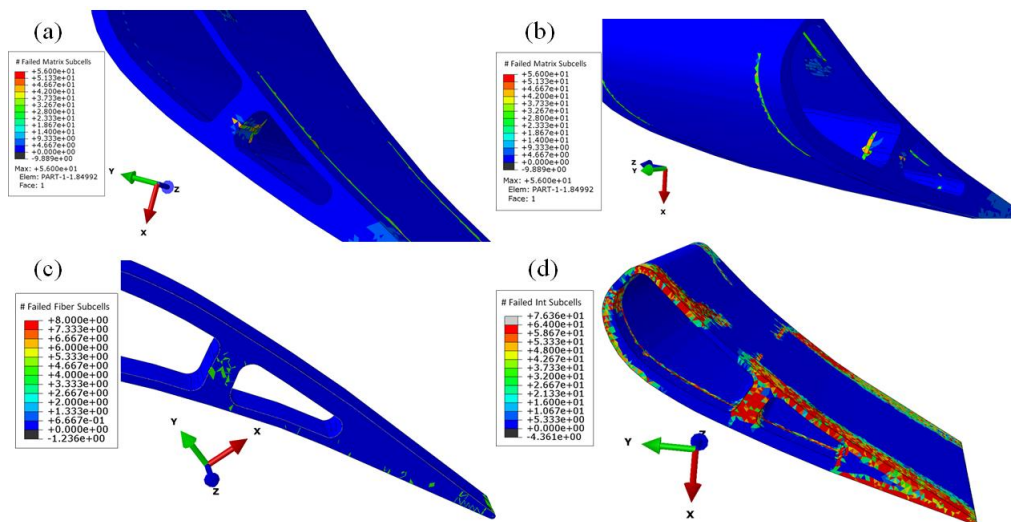 (a)
# Failed Matrix Subcells
+5.600e+01
+5.133e+01
+4.667e+01
+4.200e+01
+3.733e+01
+3.267e+01
+2.800e+01
+2.333e+01
+1.867e+01
+1.400e+01
+9.333e+00
+4.667e+00
+0.000e+00
-9.889e+00
Max: +5.600e+01
Elem: PART-1-1.84992
Face: 1
Y
Z
X
(b)
# Failed Matrix Subcells
+5.600e+01
+5.133e+01
+4.667e+01
+4.200e+01
+3.733e+01
+3.267e+01
+2.800e+01
+2.333e+01
+1.867e+01
+1.400e+01
+9.333e+00
+4.667e+00
+0.000e+00
-9.889e+00
Max: +5.600e+01
Elem: PART-1-1.84992
Face: 1
Z
Y
X
(c)
# Failed Fiber Subcells
+8.000e+00
+7.333e+00
+6.667e+00
+6.000e+00
+5.333e+00
+4.667e+00
+4.000e+00
+3.333e+00
+2.667e+00
+2.000e+00
+1.333e+00
+6.667e-01
+0.000e+00
-1.236e+00
Y
X
Z
(d)
# Failed Int Subcells
+7.636e+01
+6.400e+01
+5.867e+01
+5.333e+01
+4.800e+01
+4.267e+01
+3.733e+01
+3.200e+01
+2.667e+01
+2.133e+01
+1.600e+01
+1.067e+01
+5.333e+00
+0.000e+00
-4.361e+00
Y
Z
X